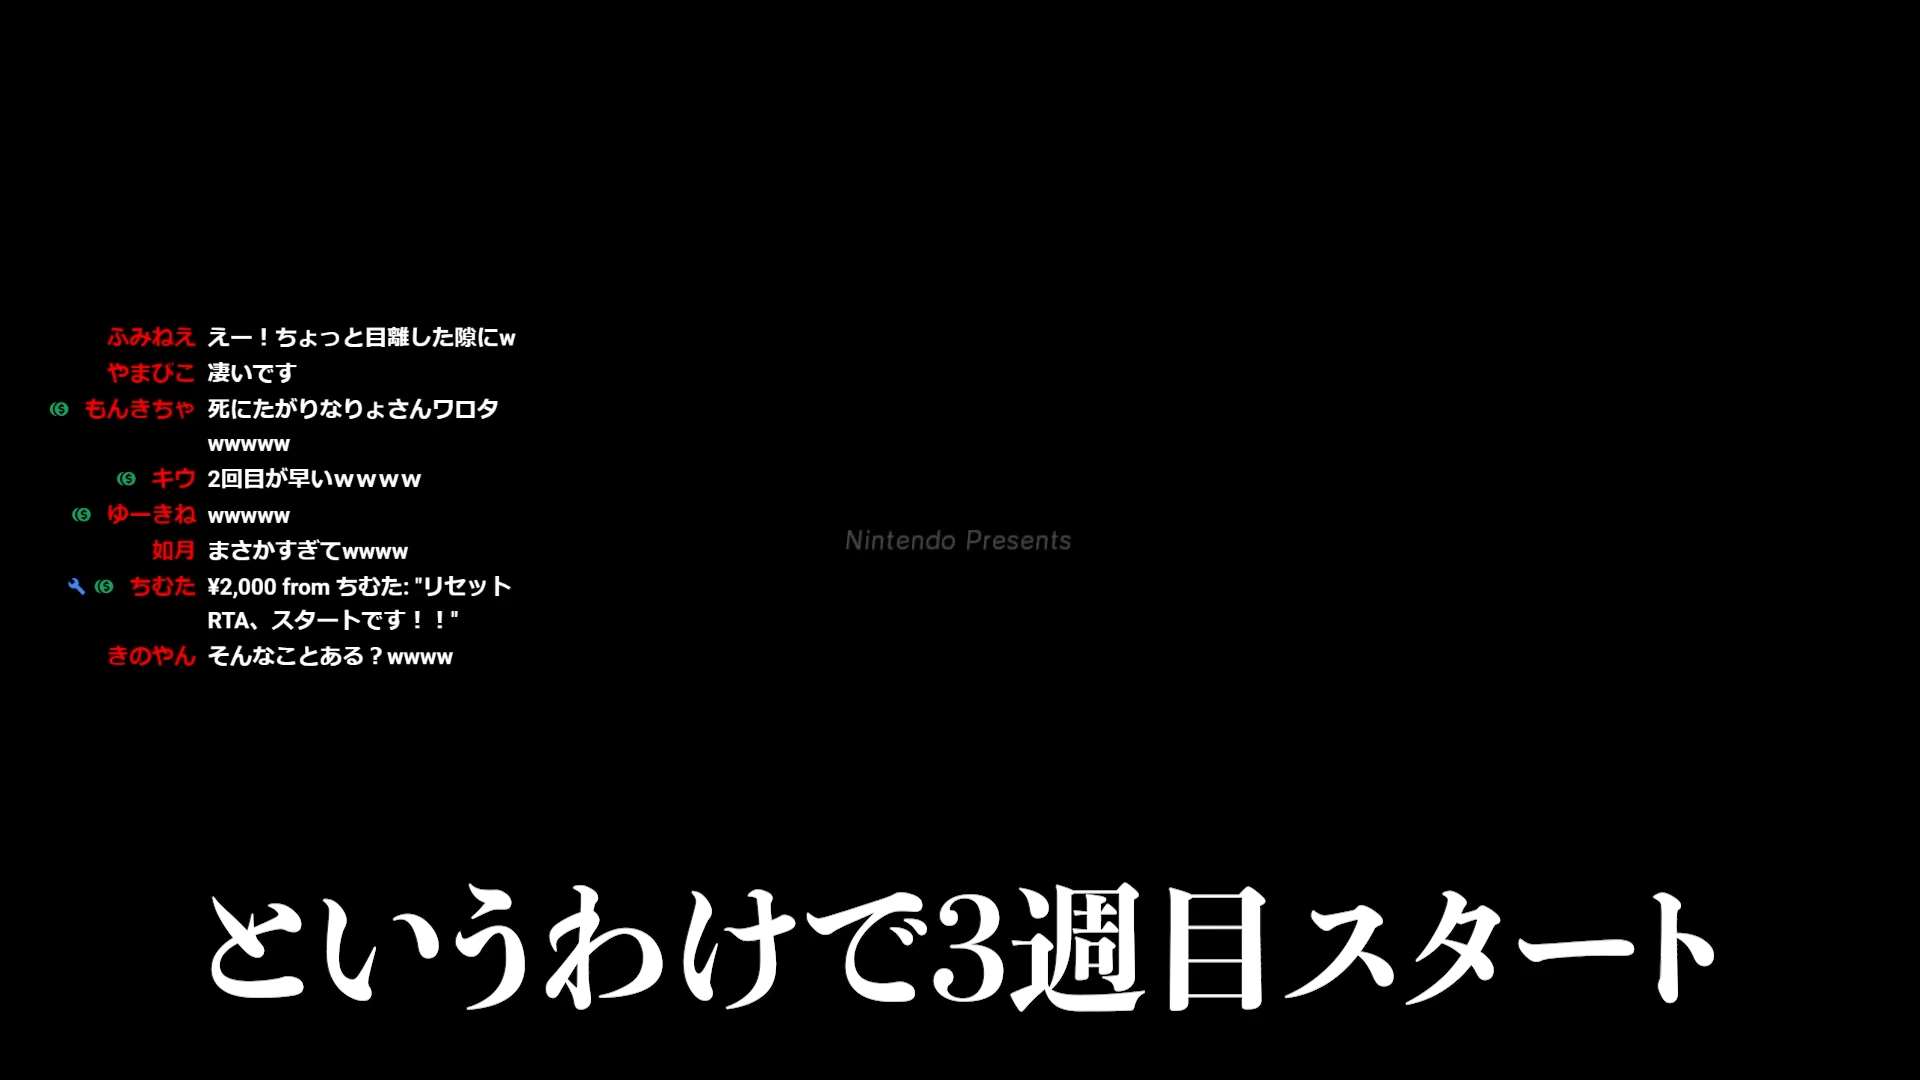 ふみねえ えー！ちょっと目離した隙にw
やまびこ 凄いです
もんきちゃ 死にたがりなりょさんワロタ
wwwww
キウ 2回目が早いｗｗｗｗ
ゆーきね wwwww
如月 まさかすぎてwwww
ちむた ¥2,000 from ちむた: "リセット
RTA、スタートです！！"
きのやん そんなことある？wwww
Nintendo Presents
というわけで3週目スタート